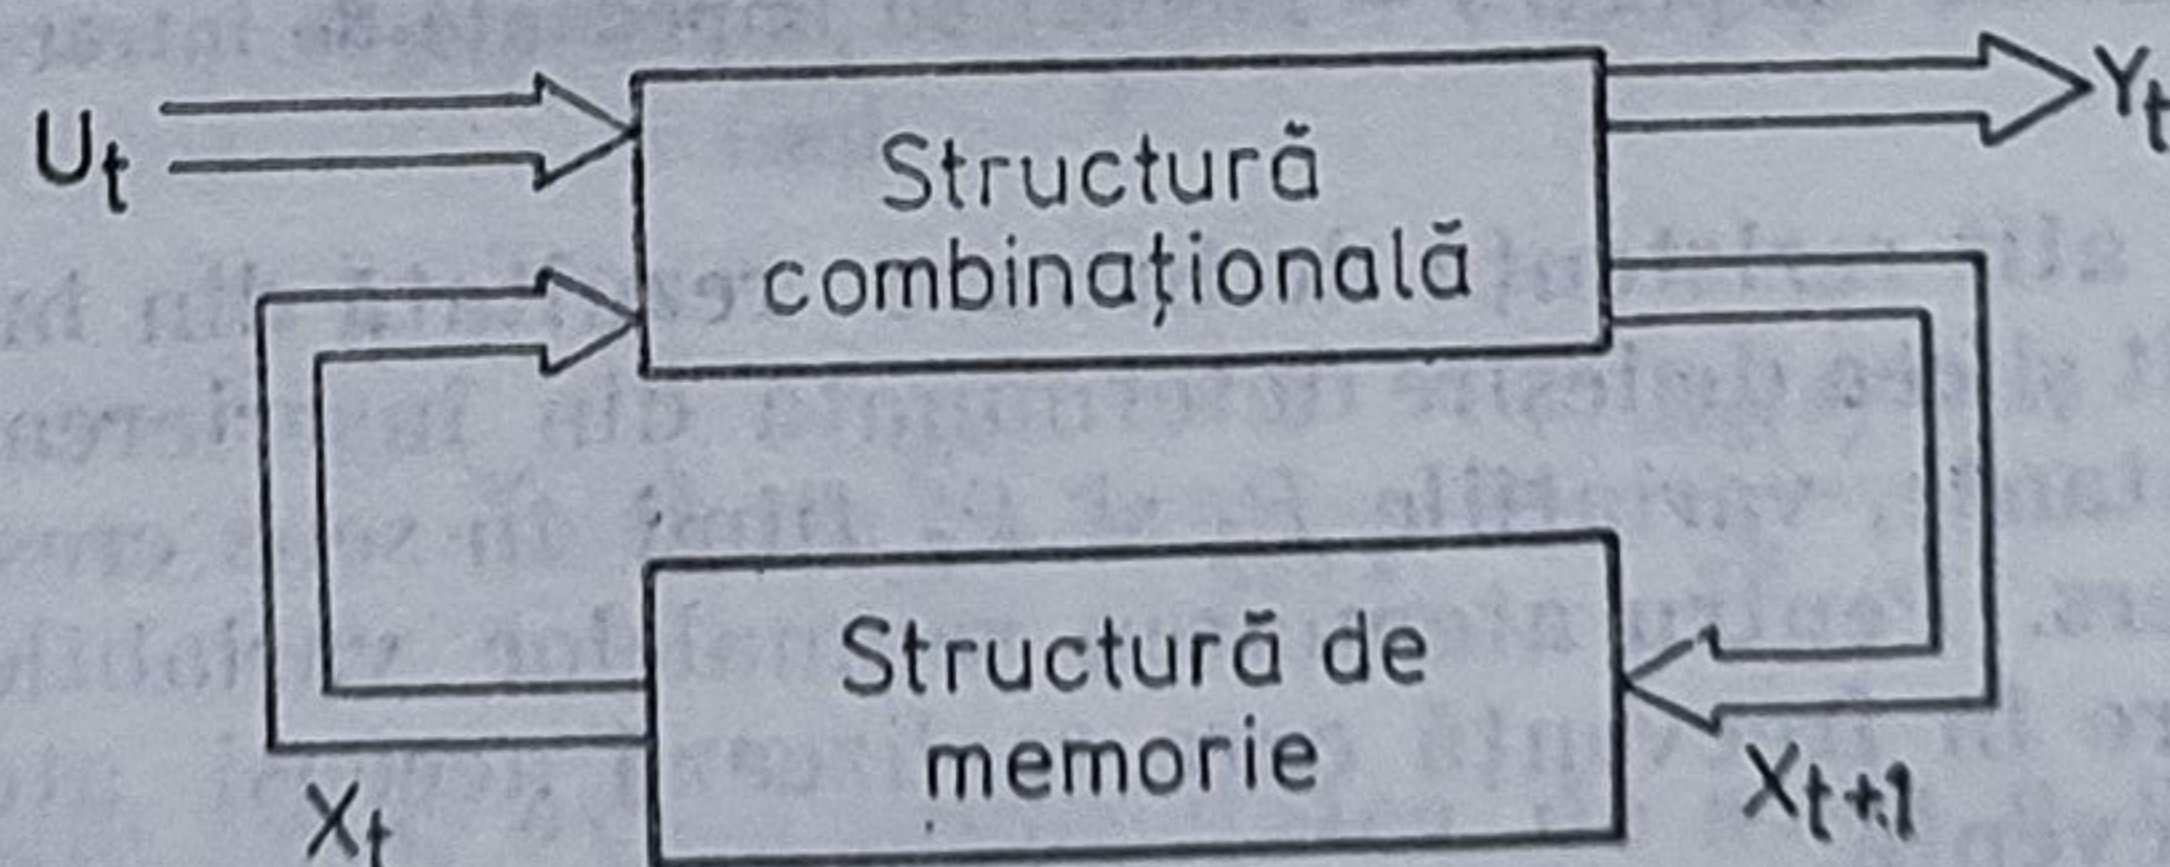 Ut
Structură
combinațională
Yt
Structură de
memorie
Xt
Xt+1